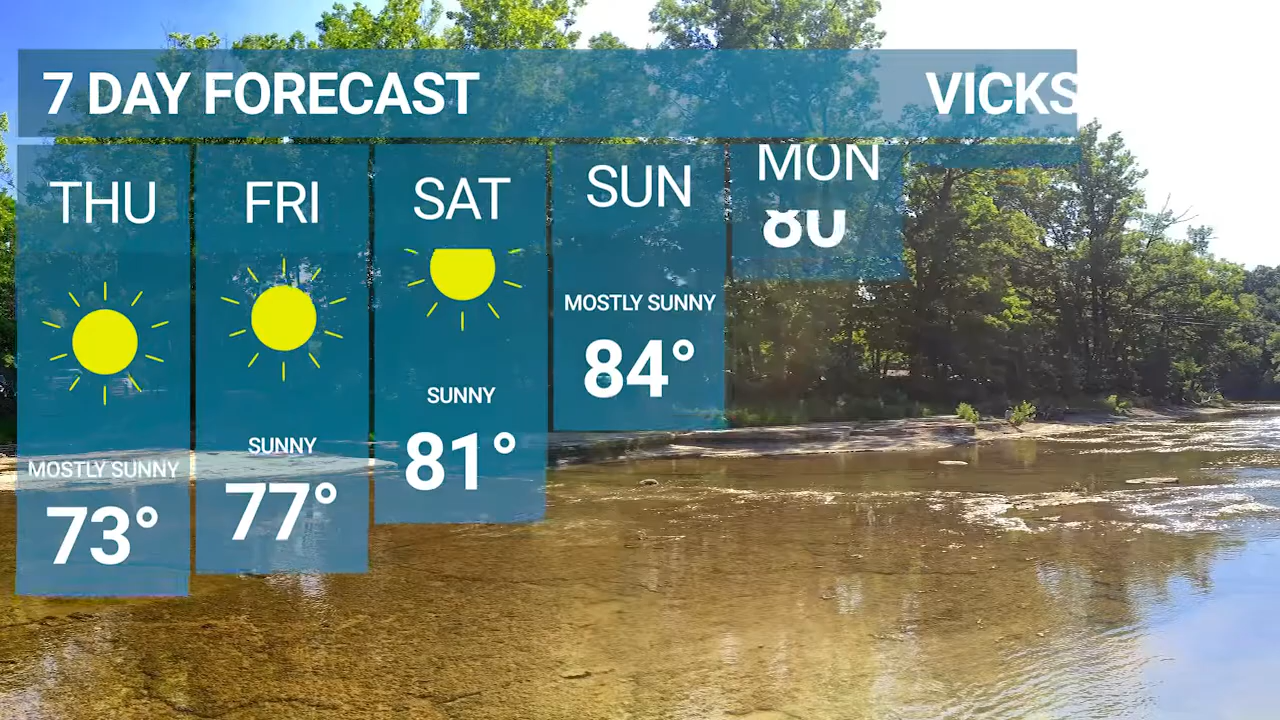 7 DAY FORECAST VICKS
THU FRI SAT SUN MON
MOSTLY SUNNY SUNNY SUNNY MOSTLY SUNNY
73° 77° 81° 84° 80